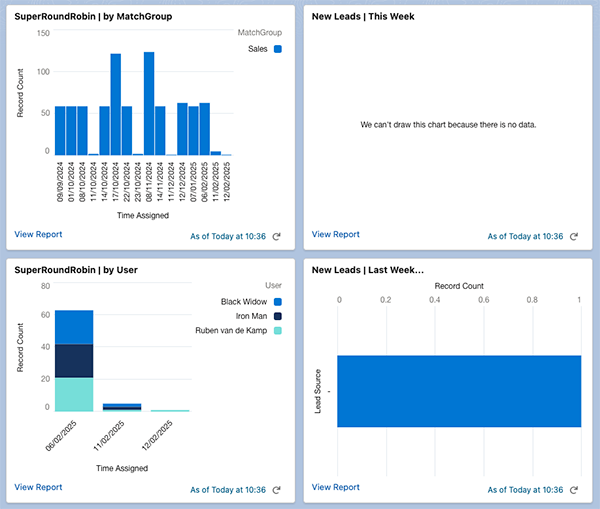 SuperRoundRobin | by MatchGroup
150
100
50
0
Record Count
MatchGroup
Sales
09/09/2024
01/10/2024
08/10/2024
11/10/2024
14/10/2024
17/10/2024
22/10/2024
23/10/2024
08/11/2024
14/11/2024
11/12/2024
12/12/2024
07/01/2025
06/02/2025
11/02/2025
12/02/2025
Time Assigned
View Report
As of Today at 10:36
New Leads | This Week
We can't draw this chart because there is no data.
View Report
As of Today at 10:36
SuperRoundRobin | by User
80
60
40
20
0
Record Count
User
Black Widow
Iron Man
Ruben van de Kamp
06/02/2025
11/02/2025
12/02/2025
Time Assigned
View Report
As of Today at 10:36
New Leads | Last Week...
Record Count
0 0.2 0.4 0.6 0.8 1
Lead Source
-
View Report
As of Today at 10:36